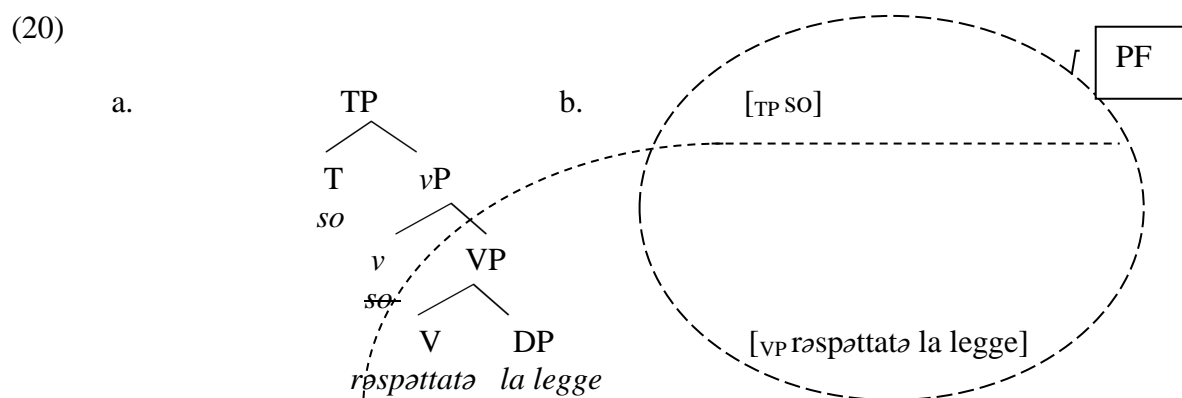 (20)
ʃ PF
a. TP b. [TP so]
T vP
so
v VP
so
V DP [VP rəspəttatə la legge]
rəspəttatə la legge